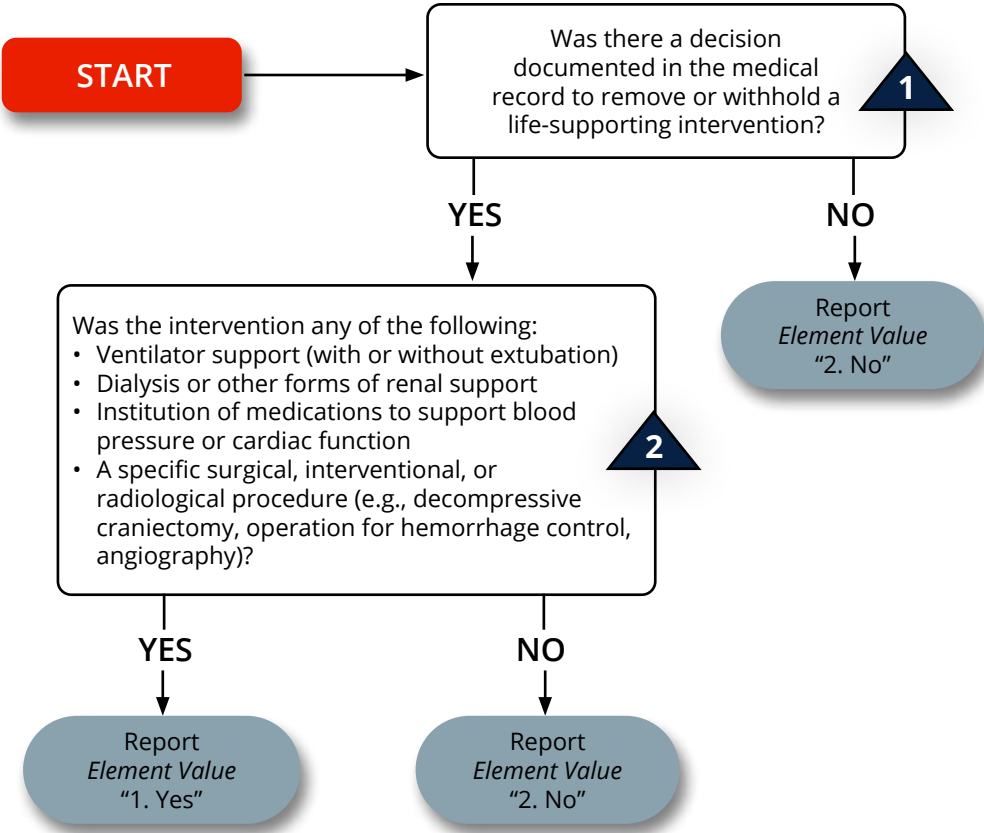 START
Was there a decision
documented in the medical
record to remove or withhold a
life-supporting intervention?
1
YES
NO
Report
Element Value
“2. No”
Was the intervention any of the following:
• Ventilator support (with or without extubation)
• Dialysis or other forms of renal support
• Institution of medications to support blood
pressure or cardiac function
• A specific surgical, interventional, or
radiological procedure (e.g., decompressive
craniectomy, operation for hemorrhage control,
angiography)?
2
YES
NO
Report
Element Value
“1. Yes”
Report
Element Value
“2. No”